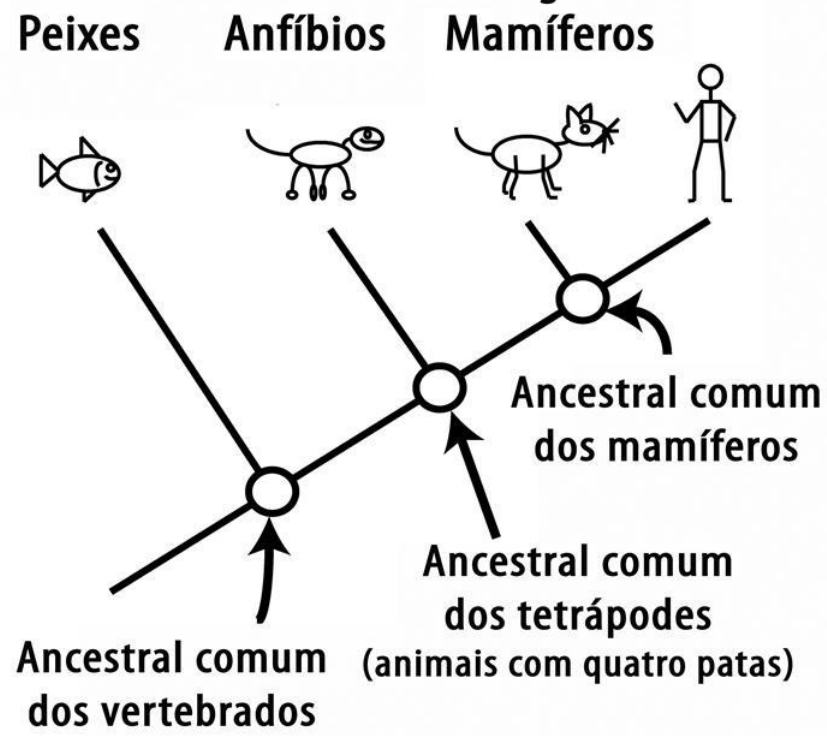 Peixes Anfíbios Mamíferos
Ancestral comum
dos mamíferos
Ancestral comum
dos tetrápodes
(animais com quatro patas)
Ancestral comum
dos vertebrados